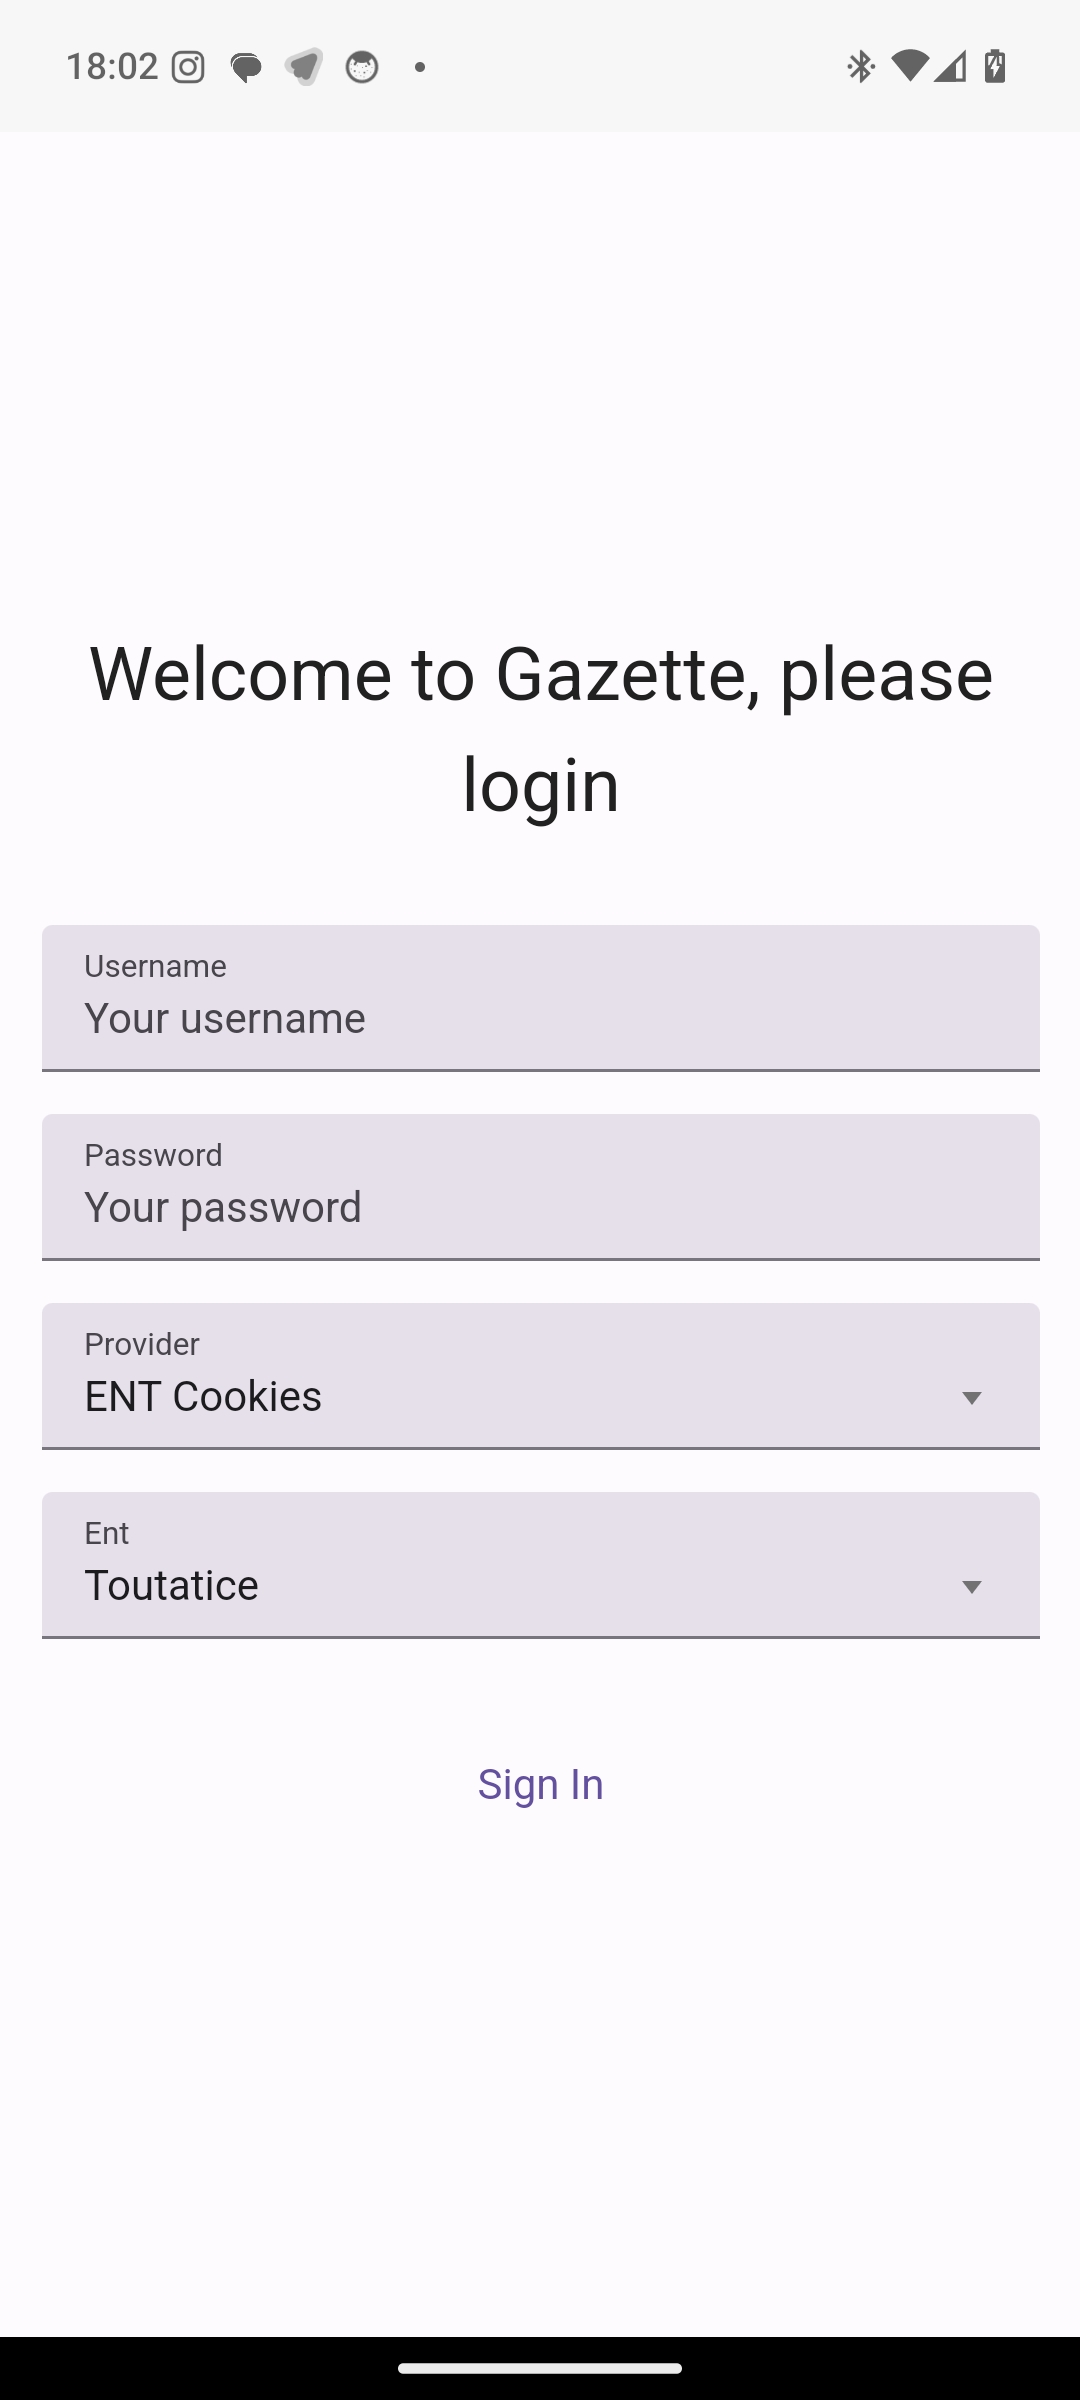 18:02
Welcome to Gazette, please
login
Username
Your username
Password
Your password
Provider
ENT Cookies
Ent
Toutatice
Sign In